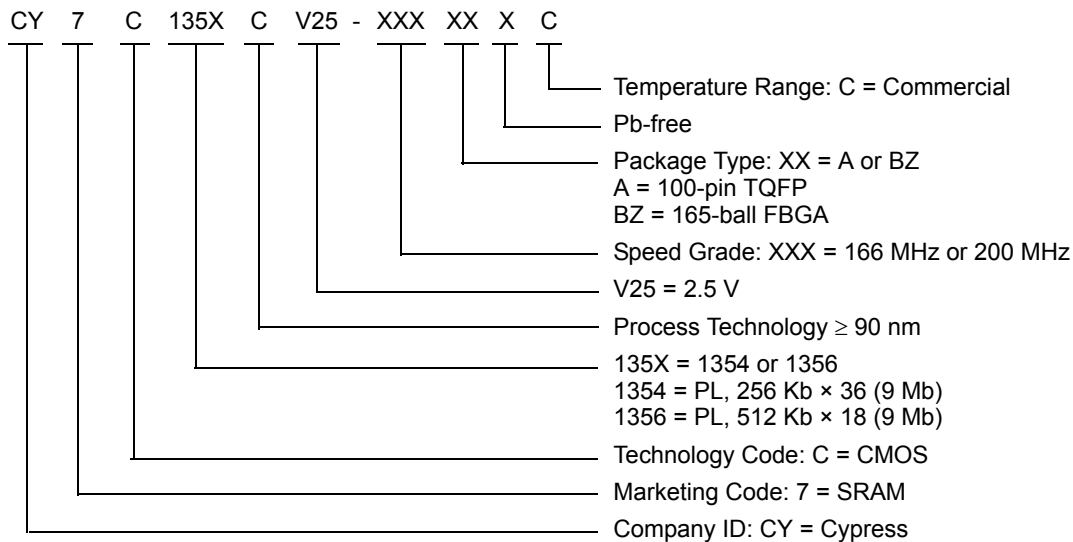 CY 7 C 135X C V25 - XXX XX X C
Temperature Range: C = Commercial
Pb-free
Package Type: XX = A or BZ
A = 100-pin TQFP
BZ = 165-ball FBGA
Speed Grade: XXX = 166 MHz or 200 MHz
V25 = 2.5 V
Process Technology ≥ 90 nm
135X = 1354 or 1356
1354 = PL, 256 Kb × 36 (9 Mb)
1356 = PL, 512 Kb × 18 (9 Mb)
Technology Code: C = CMOS
Marketing Code: 7 = SRAM
Company ID: CY = Cypress